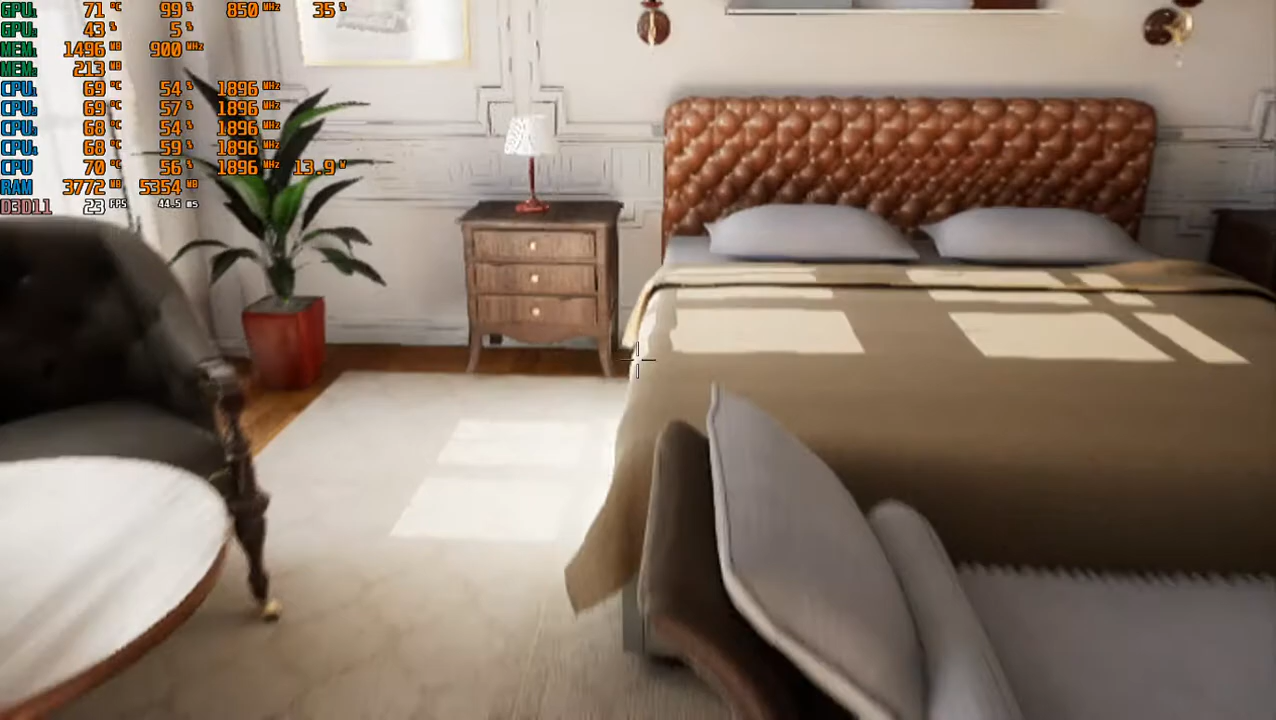 GPU₁ 71 °C 99 % 850 MHz 35 %
GPU₂ 43 % 5 %
MEM₁ 1496 MB 900 MHz
MEM₂ 213 MB
CPU₁ 69 °C 54 % 1896 MHz
CPU₂ 69 °C 57 % 1896 MHz
CPU₃ 68 °C 54 % 1896 MHz
CPU₄ 68 °C 59 % 1896 MHz
CPU 70 °C 56 % 1896 MHz 13.9 W
RAM 3772 MB 5354 MB
D3D11 23 FPS 44.5 ms